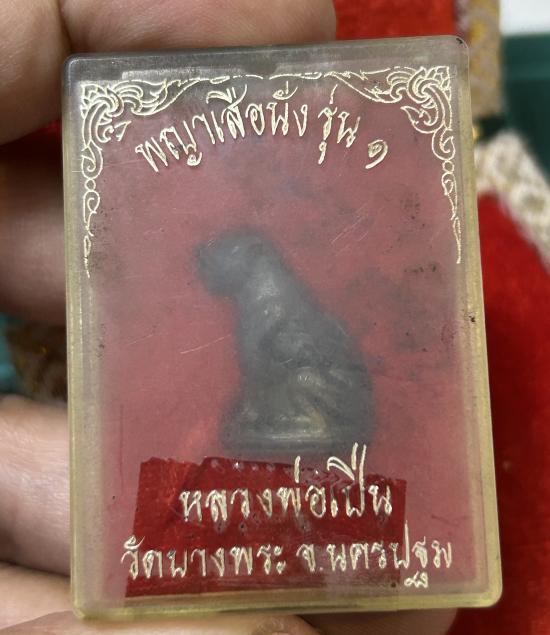 พญาเสือนั่ง รุ่น ๑
หลวงพ่อเปิ่น
วัดบางพระ จ.นครปฐม